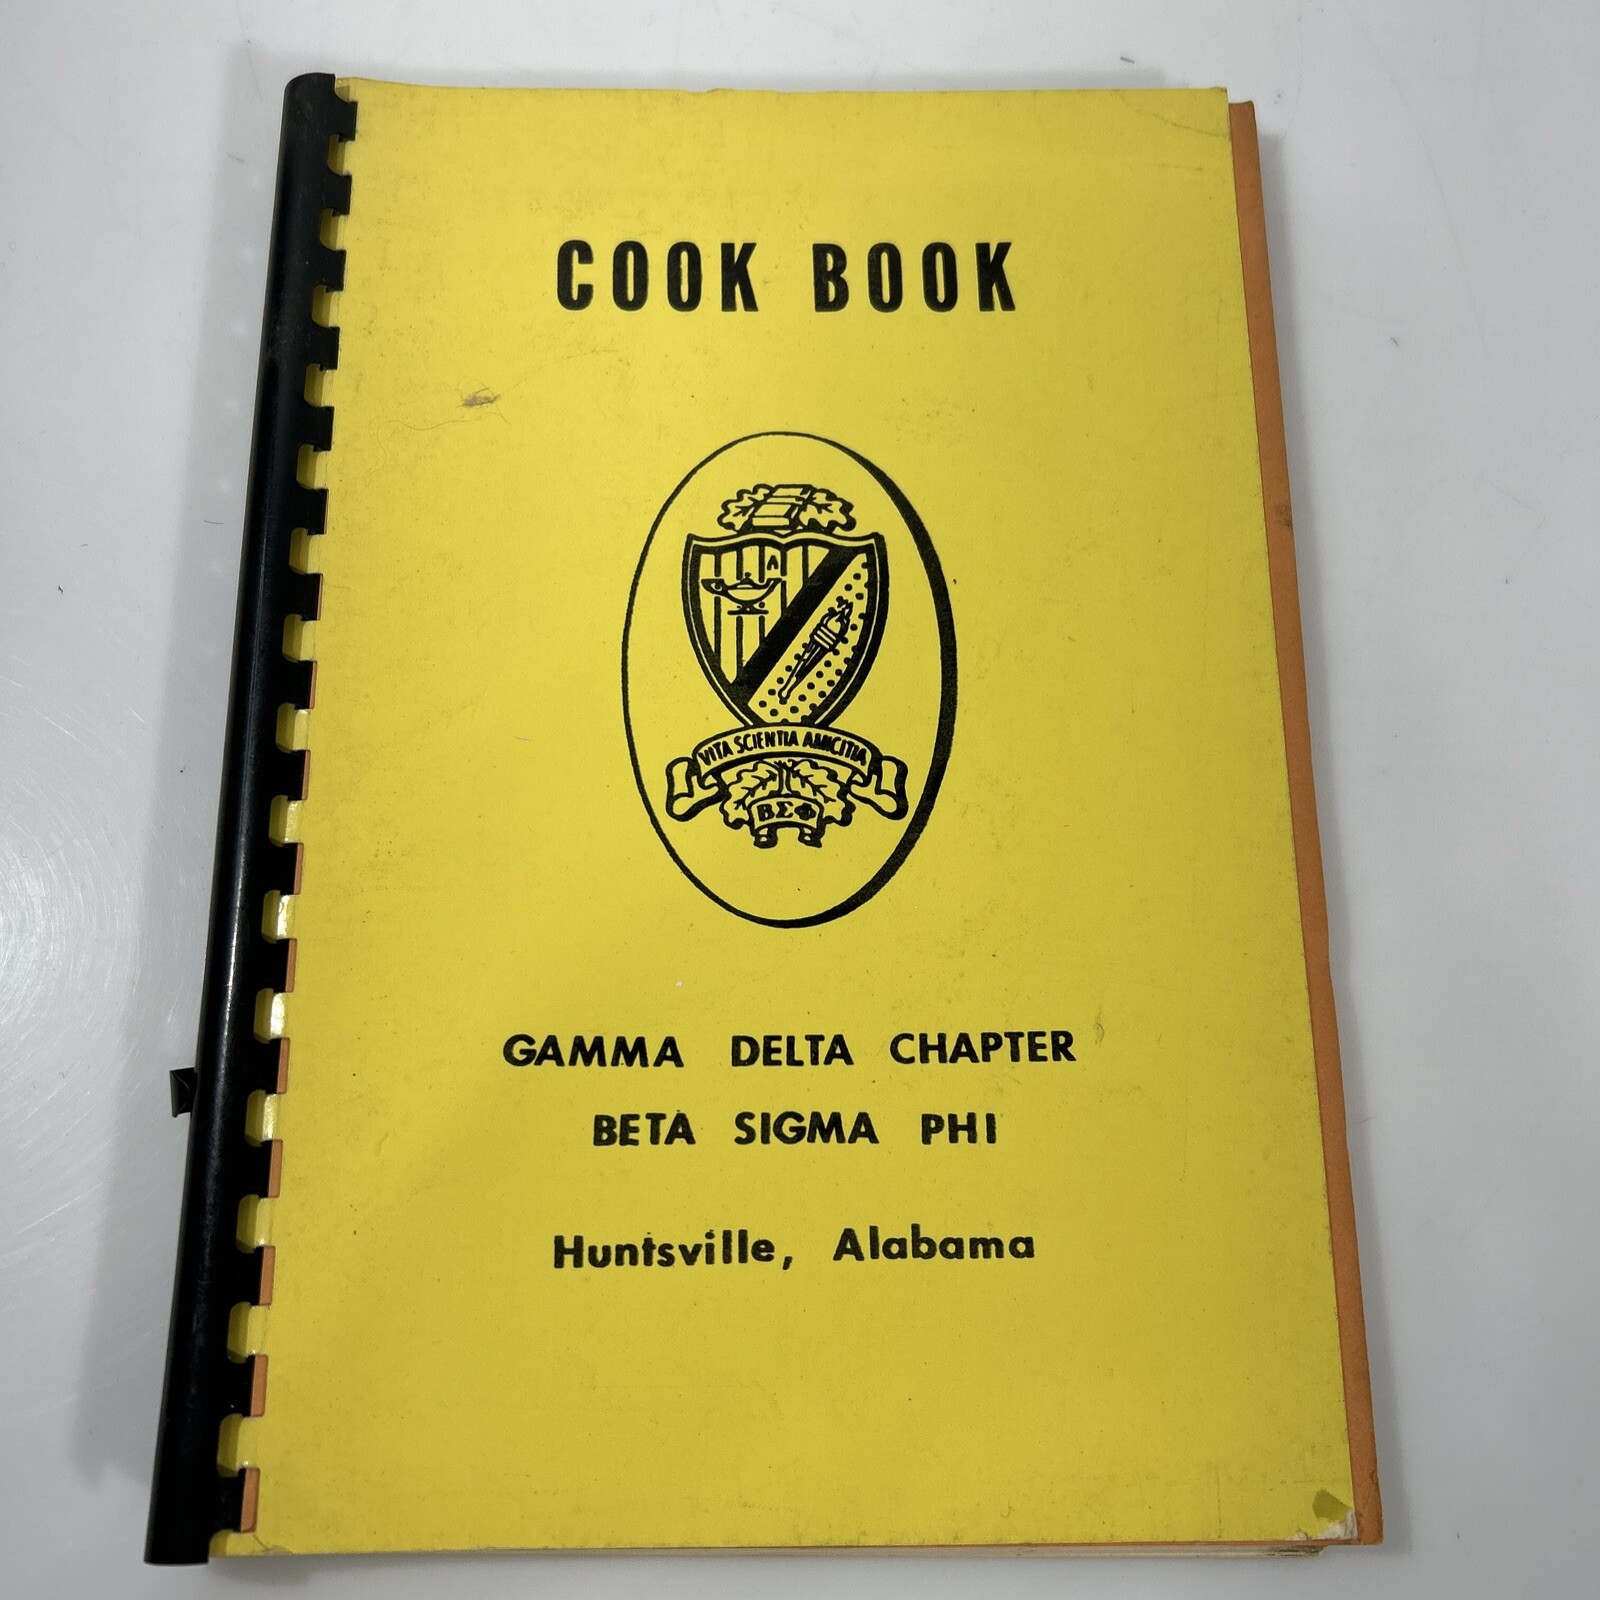 COOK BOOK
VITA SCIENTIA AMICITIA
ΒΣΦ
GAMMA DELTA CHAPTER
BETA SIGMA PHI
Huntsville, Alabama